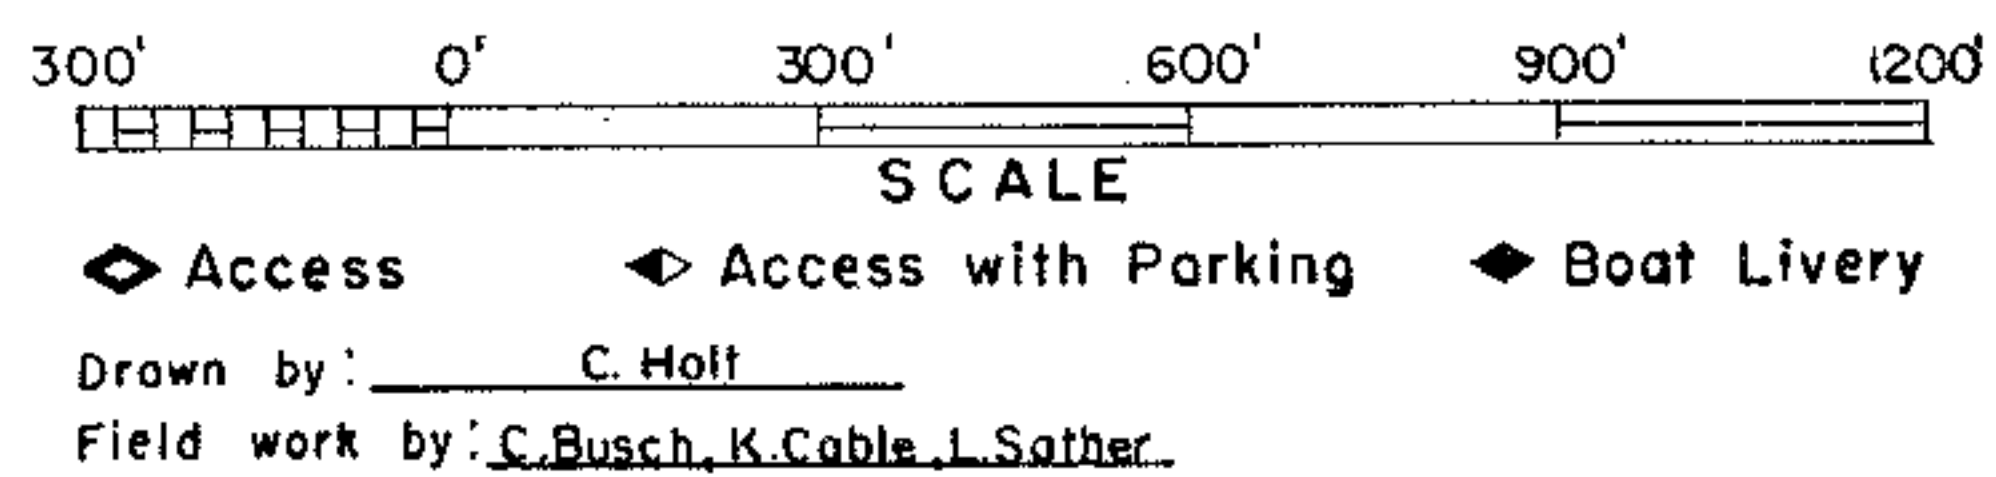 300' 0' 300' 600' 900' 1200'
SCALE
Access Access with Parking Boat Livery
Drawn by: C. Holt
Field work by: C.Busch, K.Cable, L.Sather